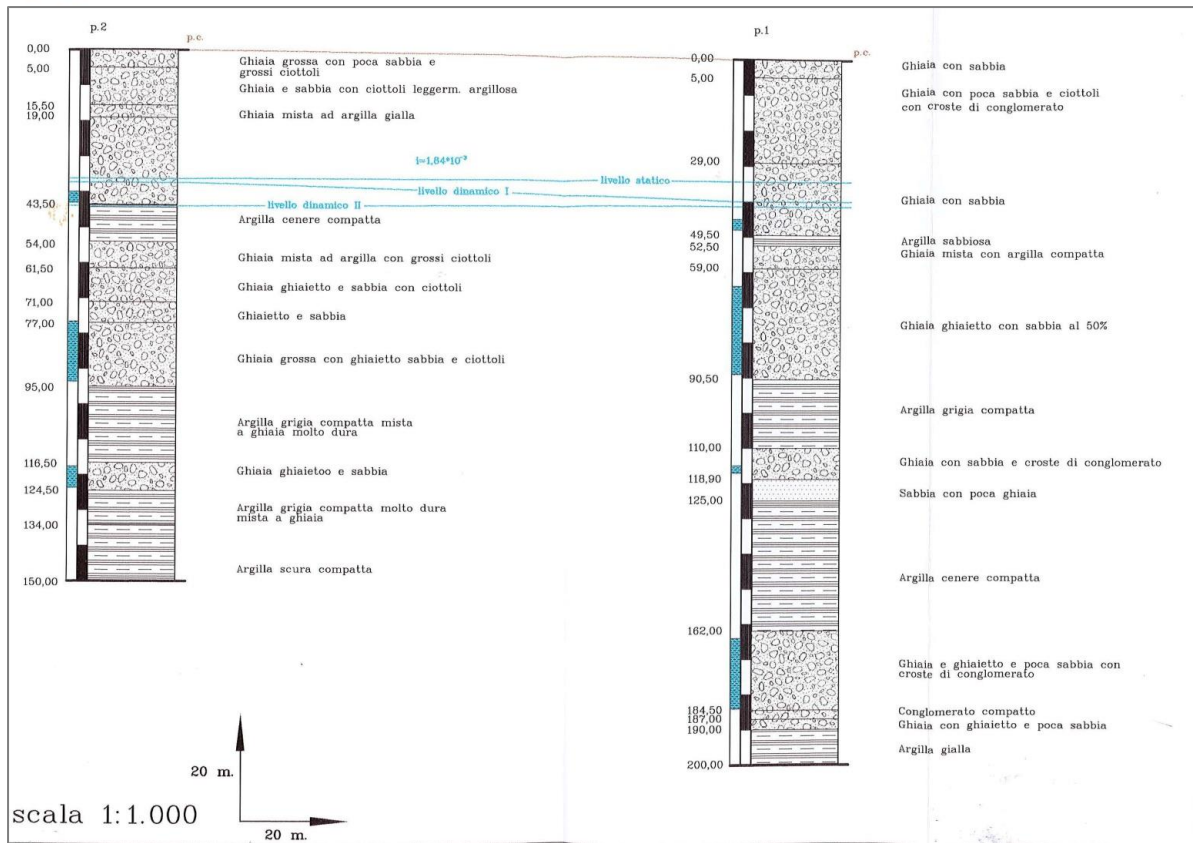 p.2
p.c.
0,00
Ghiaia grossa con poca sabbia e
grossi ciottoli
5,00
Ghiaia e sabbia con ciottoli leggerm. argillosa
15,50
19,00
Ghiaia mista ad argilla gialla
43,50
Argilla cenere compatta
54,00
Ghiaia mista ad argilla con grossi ciottoli
61,50
Ghiaia ghiaietto e sabbia con ciottoli
71,00
Ghiaietto e sabbia
77,00
Ghiaia grossa con ghiaietto sabbia e ciottoli
95,00
Argilla grigia compatta mista
a ghiaia molto dura
116,50
Ghiaia ghiaietoo e sabbia
124,50
Argilla grigia compatta molto dura
mista a ghiaia
134,00
Argilla scura compatta
150,00
i=1,84*10⁻³
livello statico
livello dinamico I
livello dinamico II
p.1
p.c.
0,00
Ghiaia con sabbia
5,00
Ghiaia con poca sabbia e ciottoli
con croste di conglomerato
29,00
Ghiaia con sabbia
49,50
Argilla sabbiosa
52,50
Ghiaia mista con argilla compatta
59,00
Ghiaia ghiaietto con sabbia al 50%
90,50
Argilla grigia compatta
110,00
Ghiaia con sabbia e croste di conglomerato
118,90
Sabbia con poca ghiaia
125,00
Argilla cenere compatta
162,00
Ghiaia e ghiaietto e poca sabbia con
croste di conglomerato
184,50
Conglomerato compatto
187,00
Ghiaia con ghiaietto e poca sabbia
190,00
Argilla gialla
200,00
20 m.
scala 1:1.000
20 m.